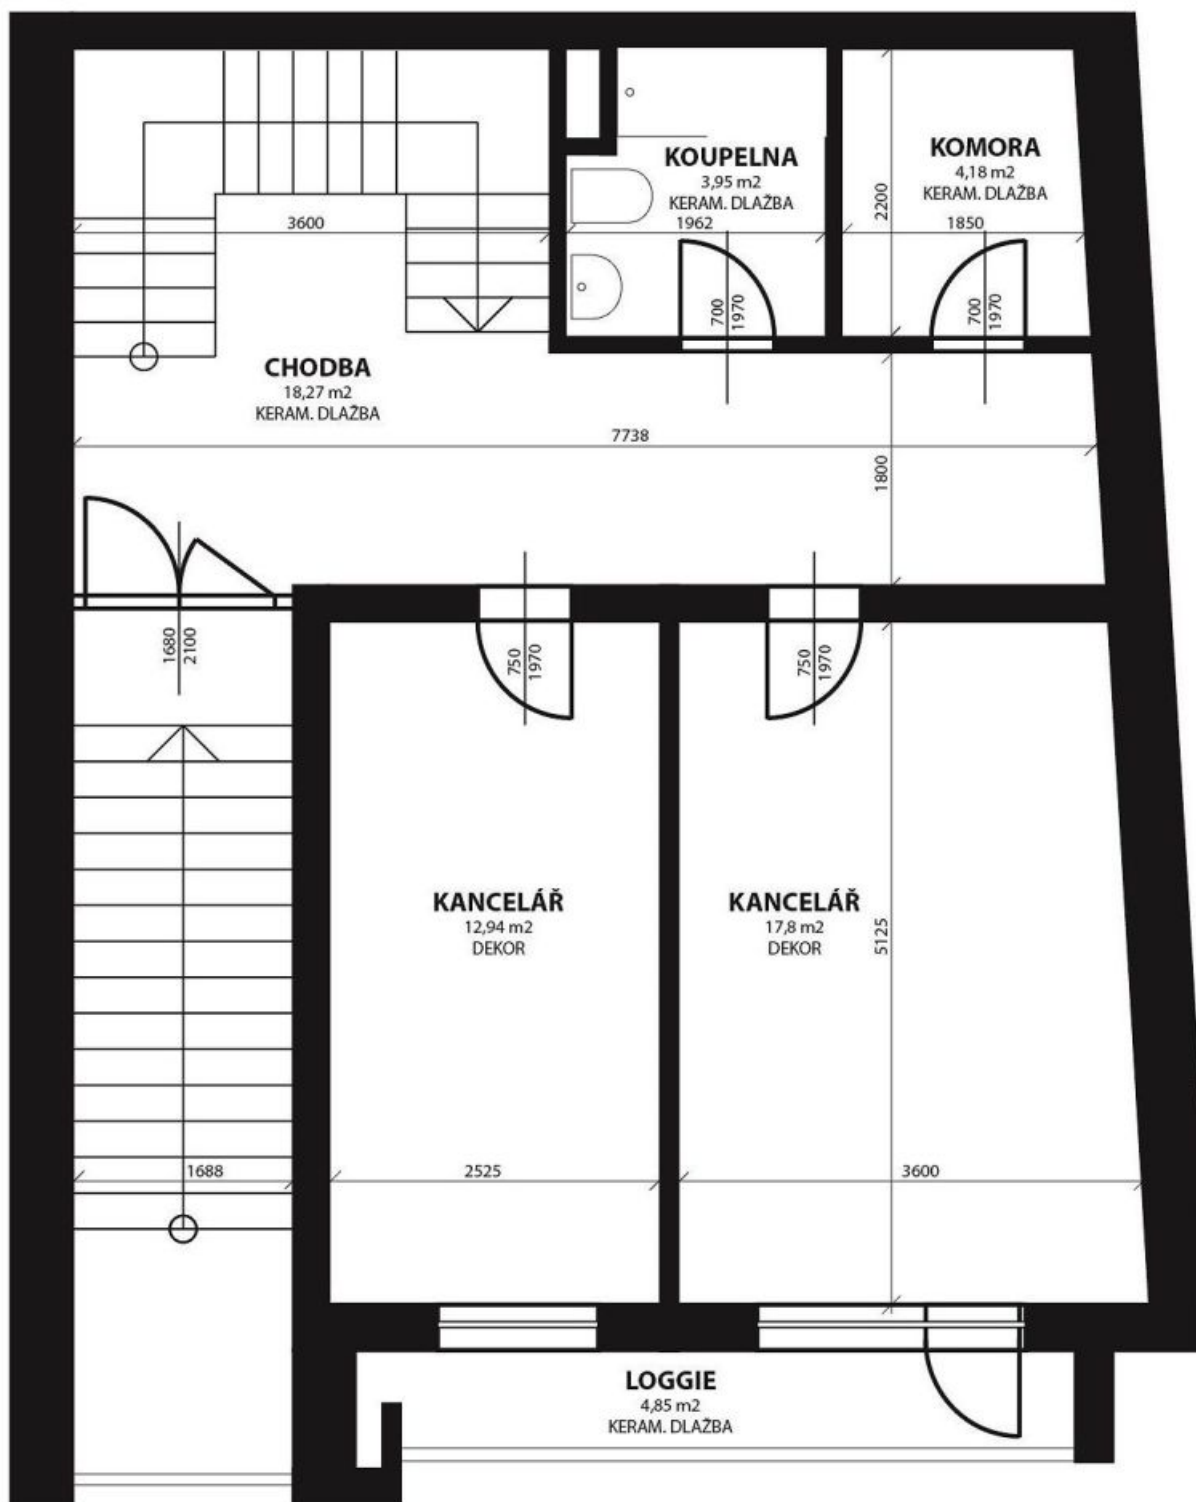 KOUPELNA
3,95 m2
KERAM. DLAŽBA
1962
KOMORA
4,18 m2
KERAM. DLAŽBA
1850
2200
3600
700
1970
700
1970
CHODBA
18,27 m2
KERAM. DLAŽBA
7738
1800
1680
2100
750
1970
750
1970
KANCELÁŘ
12,94 m2
DEKOR
KANCELÁŘ
17,8 m2
DEKOR
5125
1688
2525
3600
LOGGIE
4,85 m2
KERAM. DLAŽBA